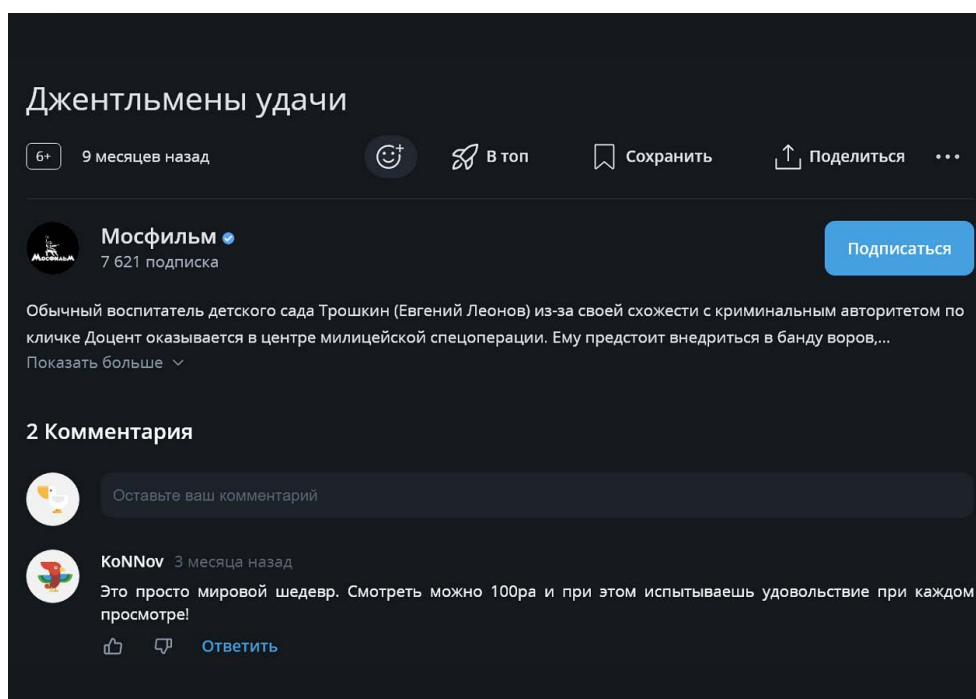 Джентльмены удачи
6+ 9 месяцев назад В топ Сохранить Поделиться
МОСФИЛЬМ
Мосфильм
7 621 подписка
Подписаться
Обычный воспитатель детского сада Трошкин (Евгений Леонов) из-за своей схожести с криминальным авторитетом по
кличке Доцент оказывается в центре милицейской спецоперации. Ему предстоит внедриться в банду воров,...
Показать больше
2 Комментария
Оставьте ваш комментарий
KoNNov 3 месяца назад
Это просто мировой шедевр. Смотреть можно 100ра и при этом испытываешь удовольствие при каждом
просмотре!
Ответить